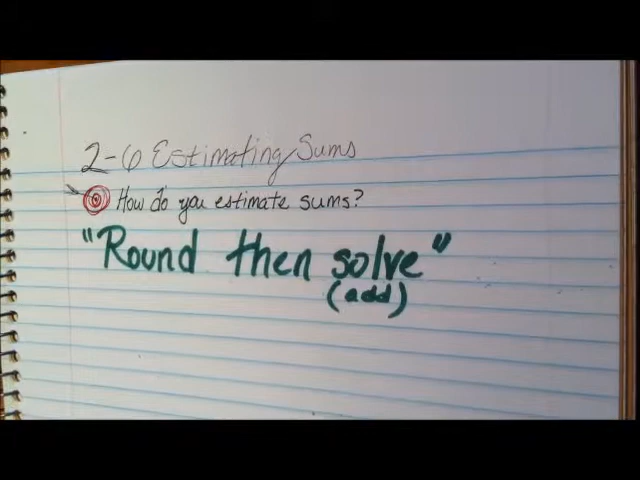 2-6 Estimating Sums
How do you estimate sums?
"Round then solve"
(add)